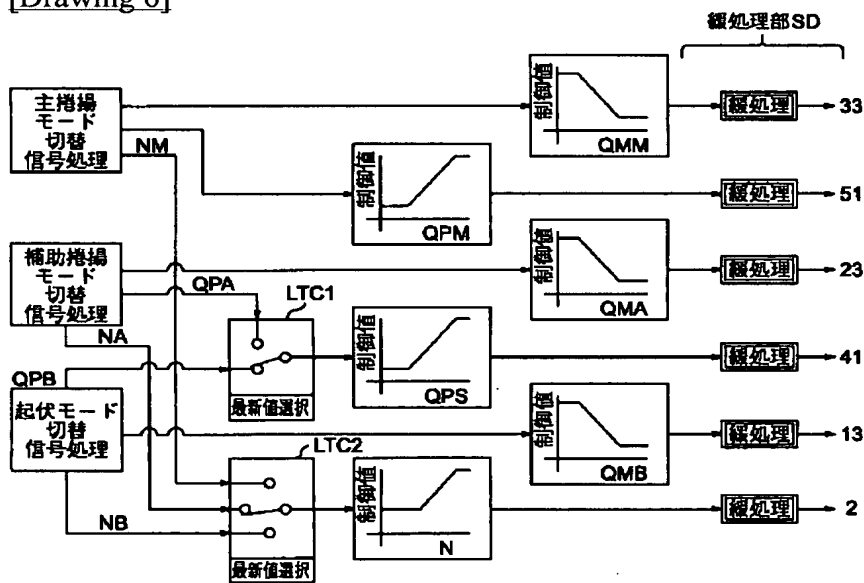 [Drawing 6]
緩処理部SD
主捲揚
モード
切替
信号処理
NM
制御値
QMM
緩処理
33
制御値
QPM
緩処理
51
補助捲揚
モード
切替
信号処理
QPA
NA
LTC1
最新値選択
制御値
QMA
緩処理
23
制御値
QPS
緩処理
41
QPB
起伏モード
切替
信号処理
NB
LTC2
最新値選択
制御値
QMB
緩処理
13
制御値
N
緩処理
2